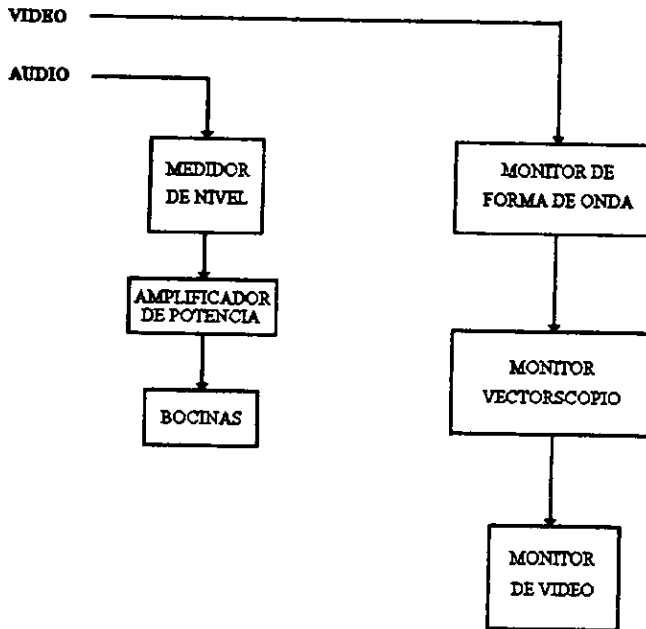 VIDEO
AUDIO
MEDIDOR
DE NIVEL
AMPLIFICADOR
DE POTENCIA
BOCINAS
MONITOR DE
FORMA DE ONDA
MONITOR
VECTORSCOPIO
MONITOR
DE VIDEO